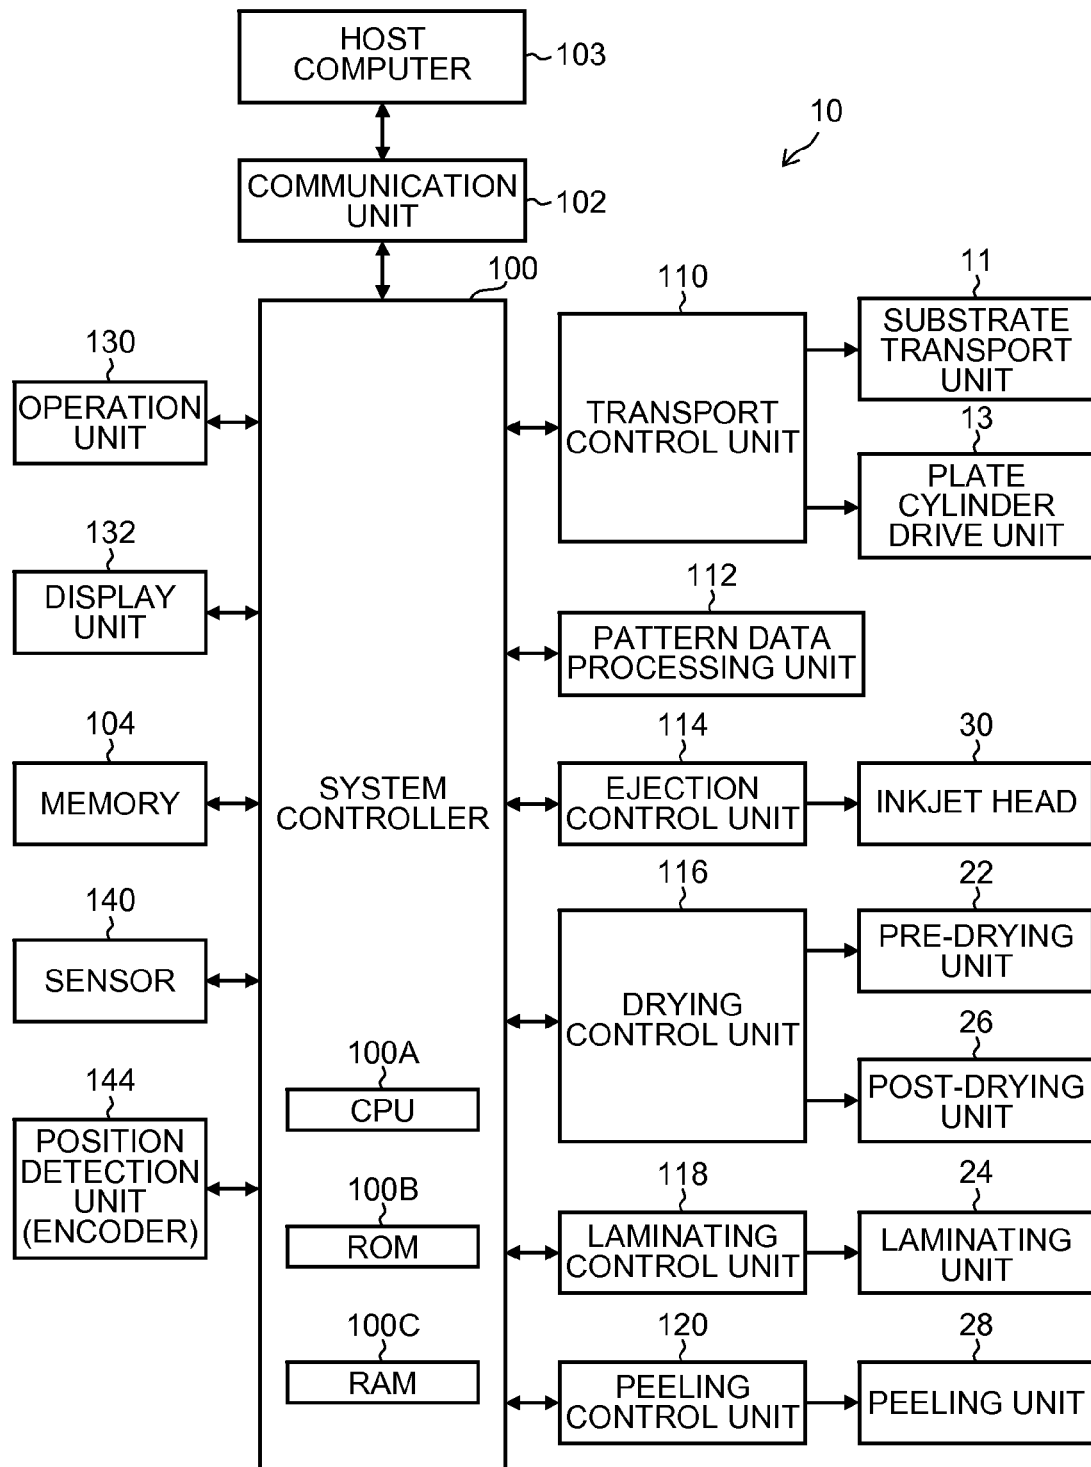 HOST
COMPUTER
103
10
COMMUNICATION
UNIT
102
100
110
11
SUBSTRATE
TRANSPORT
UNIT
130
OPERATION
UNIT
TRANSPORT
CONTROL UNIT
13
PLATE
CYLINDER
DRIVE UNIT
132
DISPLAY
UNIT
112
PATTERN DATA
PROCESSING UNIT
104
MEMORY
SYSTEM
CONTROLLER
114
EJECTION
CONTROL UNIT
30
INKJET HEAD
140
SENSOR
116
DRYING
CONTROL UNIT
22
PRE-DRYING
UNIT
26
POST-DRYING
UNIT
144
POSITION
DETECTION
UNIT
(ENCODER)
100A
CPU
100B
ROM
100C
RAM
118
LAMINATING
CONTROL UNIT
24
LAMINATING
UNIT
120
PEELING
CONTROL UNIT
28
PEELING UNIT